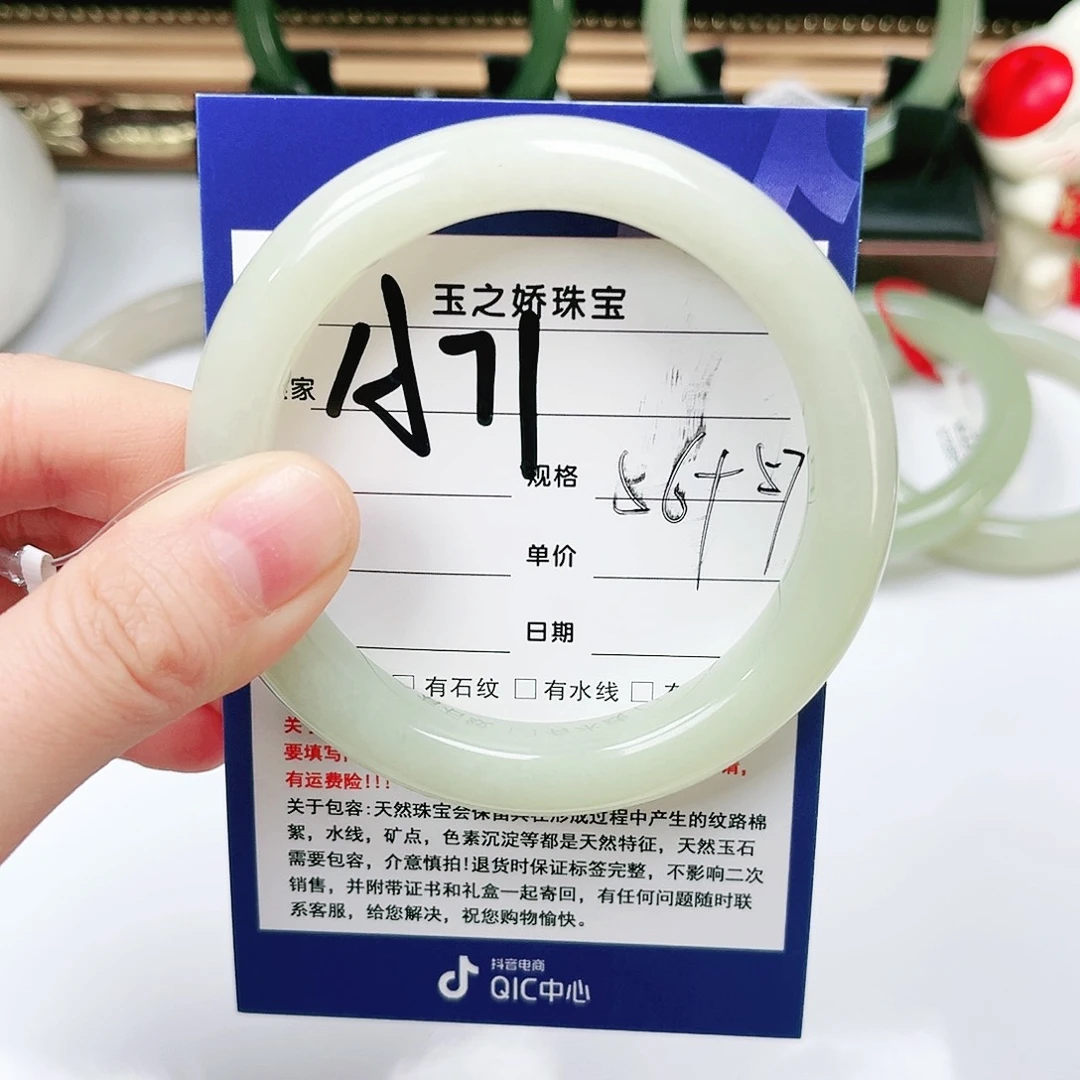 玉之娇珠宝
家
规格 56+57
单价
日期
□ 有石纹 □ 有水线 □
要填写
有运费险!!!
关于包容:天然珠宝会保留其在形成过程中产生的纹路棉
絮，水线，矿点，色素沉淀等都是天然特征，天然玉石
需要包容，介意慎拍!退货时保证标签完整，不影响二次
销售，并附带证书和礼盒一起寄回，有任何问题随时联
系客服，给您解决，祝您购物愉快。
抖音电商
QIC中心